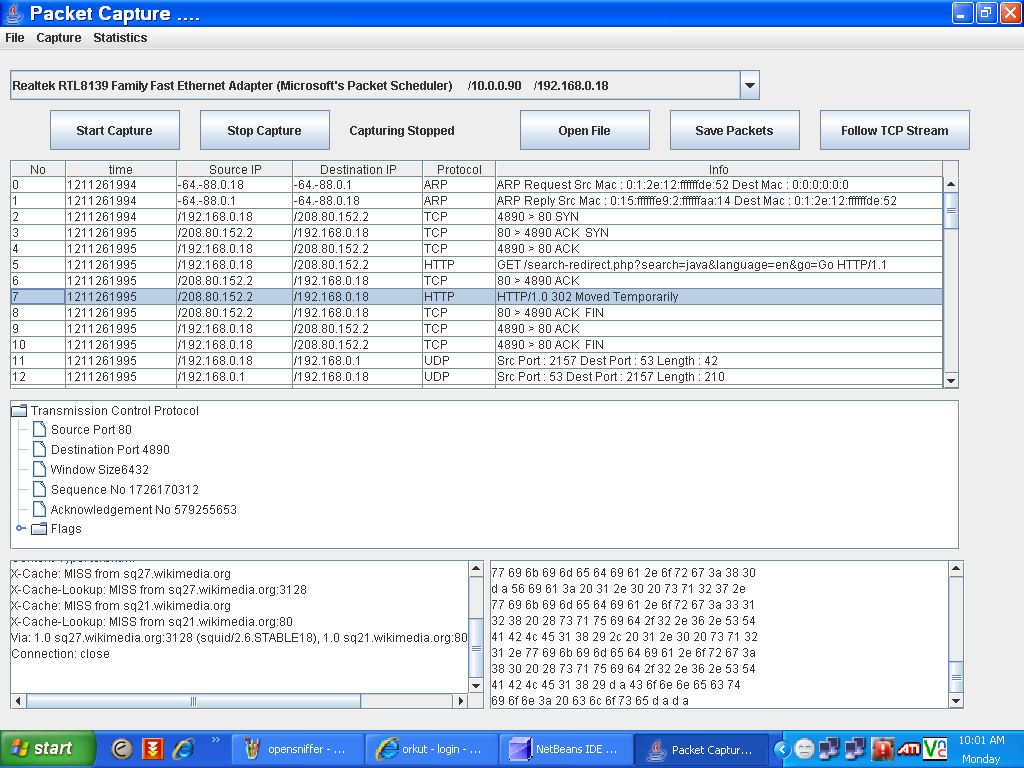 Packet Capture ....
File Capture Statistics
Realtek RTL8139 Family Fast Ethernet Adapter (Microsoft's Packet Scheduler) /10.0.0.90 /192.168.0.18
Start Capture Stop Capture Capturing Stopped Open File Save Packets Follow TCP Stream
No time Source IP Destination IP Protocol Info
0 1211261994 -64.-88.0.18 -64.-88.0.1 ARP ARP Request Src Mac : 0:1:2e:12:ffffffde:52 Dest Mac : 0:0:0:0:0:0
1 1211261994 -64.-88.0.1 -64.-88.0.18 ARP ARP Reply Src Mac : 0:15:ffffffe9:2:ffffffaa:14 Dest Mac : 0:1:2e:12:ffffffde:52
2 1211261994 /192.168.0.18 /208.80.152.2 TCP 4890 > 80 SYN
3 1211261995 /208.80.152.2 /192.168.0.18 TCP 80 > 4890 ACK SYN
4 1211261995 /192.168.0.18 /208.80.152.2 TCP 4890 > 80 ACK
5 1211261995 /192.168.0.18 /208.80.152.2 HTTP GET /search-redirect.php?search=java&language=en&go=Go HTTP/1.1
6 1211261995 /208.80.152.2 /192.168.0.18 TCP 80 > 4890 ACK
7 1211261995 /208.80.152.2 /192.168.0.18 HTTP HTTP/1.0 302 Moved Temporarily
8 1211261995 /208.80.152.2 /192.168.0.18 TCP 80 > 4890 ACK FIN
9 1211261995 /192.168.0.18 /208.80.152.2 TCP 4890 > 80 ACK
10 1211261995 /192.168.0.18 /208.80.152.2 TCP 4890 > 80 ACK FIN
11 1211261995 /192.168.0.18 /192.168.0.1 UDP Src Port : 2157 Dest Port : 53 Length : 42
12 1211261995 /192.168.0.1 /192.168.0.18 UDP Src Port : 53 Dest Port : 2157 Length : 210
Transmission Control Protocol
Source Port 80
Destination Port 4890
Window Size6432
Sequence No 1726170312
Acknowledgement No 579255653
Flags
X-Cache: MISS from sq27.wikimedia.org
X-Cache-Lookup: MISS from sq27.wikimedia.org:3128
X-Cache: MISS from sq21.wikimedia.org
X-Cache-Lookup: MISS from sq21.wikimedia.org:80
Via: 1.0 sq27.wikimedia.org:3128 (squid/2.6.STABLE18), 1.0 sq21.wikimedia.org:80
Connection: close
77 69 6b 69 6d 65 64 69 61 2e 6f 72 67 3a 38 30
d a 56 69 61 3a 20 31 2e 30 20 73 71 32 37 2e
77 69 6b 69 6d 65 64 69 61 2e 6f 72 67 3a 33 31
32 38 20 28 73 71 75 69 64 2f 32 2e 36 2e 53 54
41 42 4c 45 31 38 29 2c 20 31 2e 30 20 73 71 32
31 2e 77 69 6b 69 6d 65 64 69 61 2e 6f 72 67 3a
38 30 20 28 73 71 75 69 64 2f 32 2e 36 2e 53 54
41 42 4c 45 31 38 29 d a 43 6f 6e 6e 65 63 74
69 6f 6e 3a 20 63 6c 6f 73 65 d a d a
start opensniffer - ... orkut - login - ... NetBeans IDE ... Packet Captur... 10:01 AM
Monday